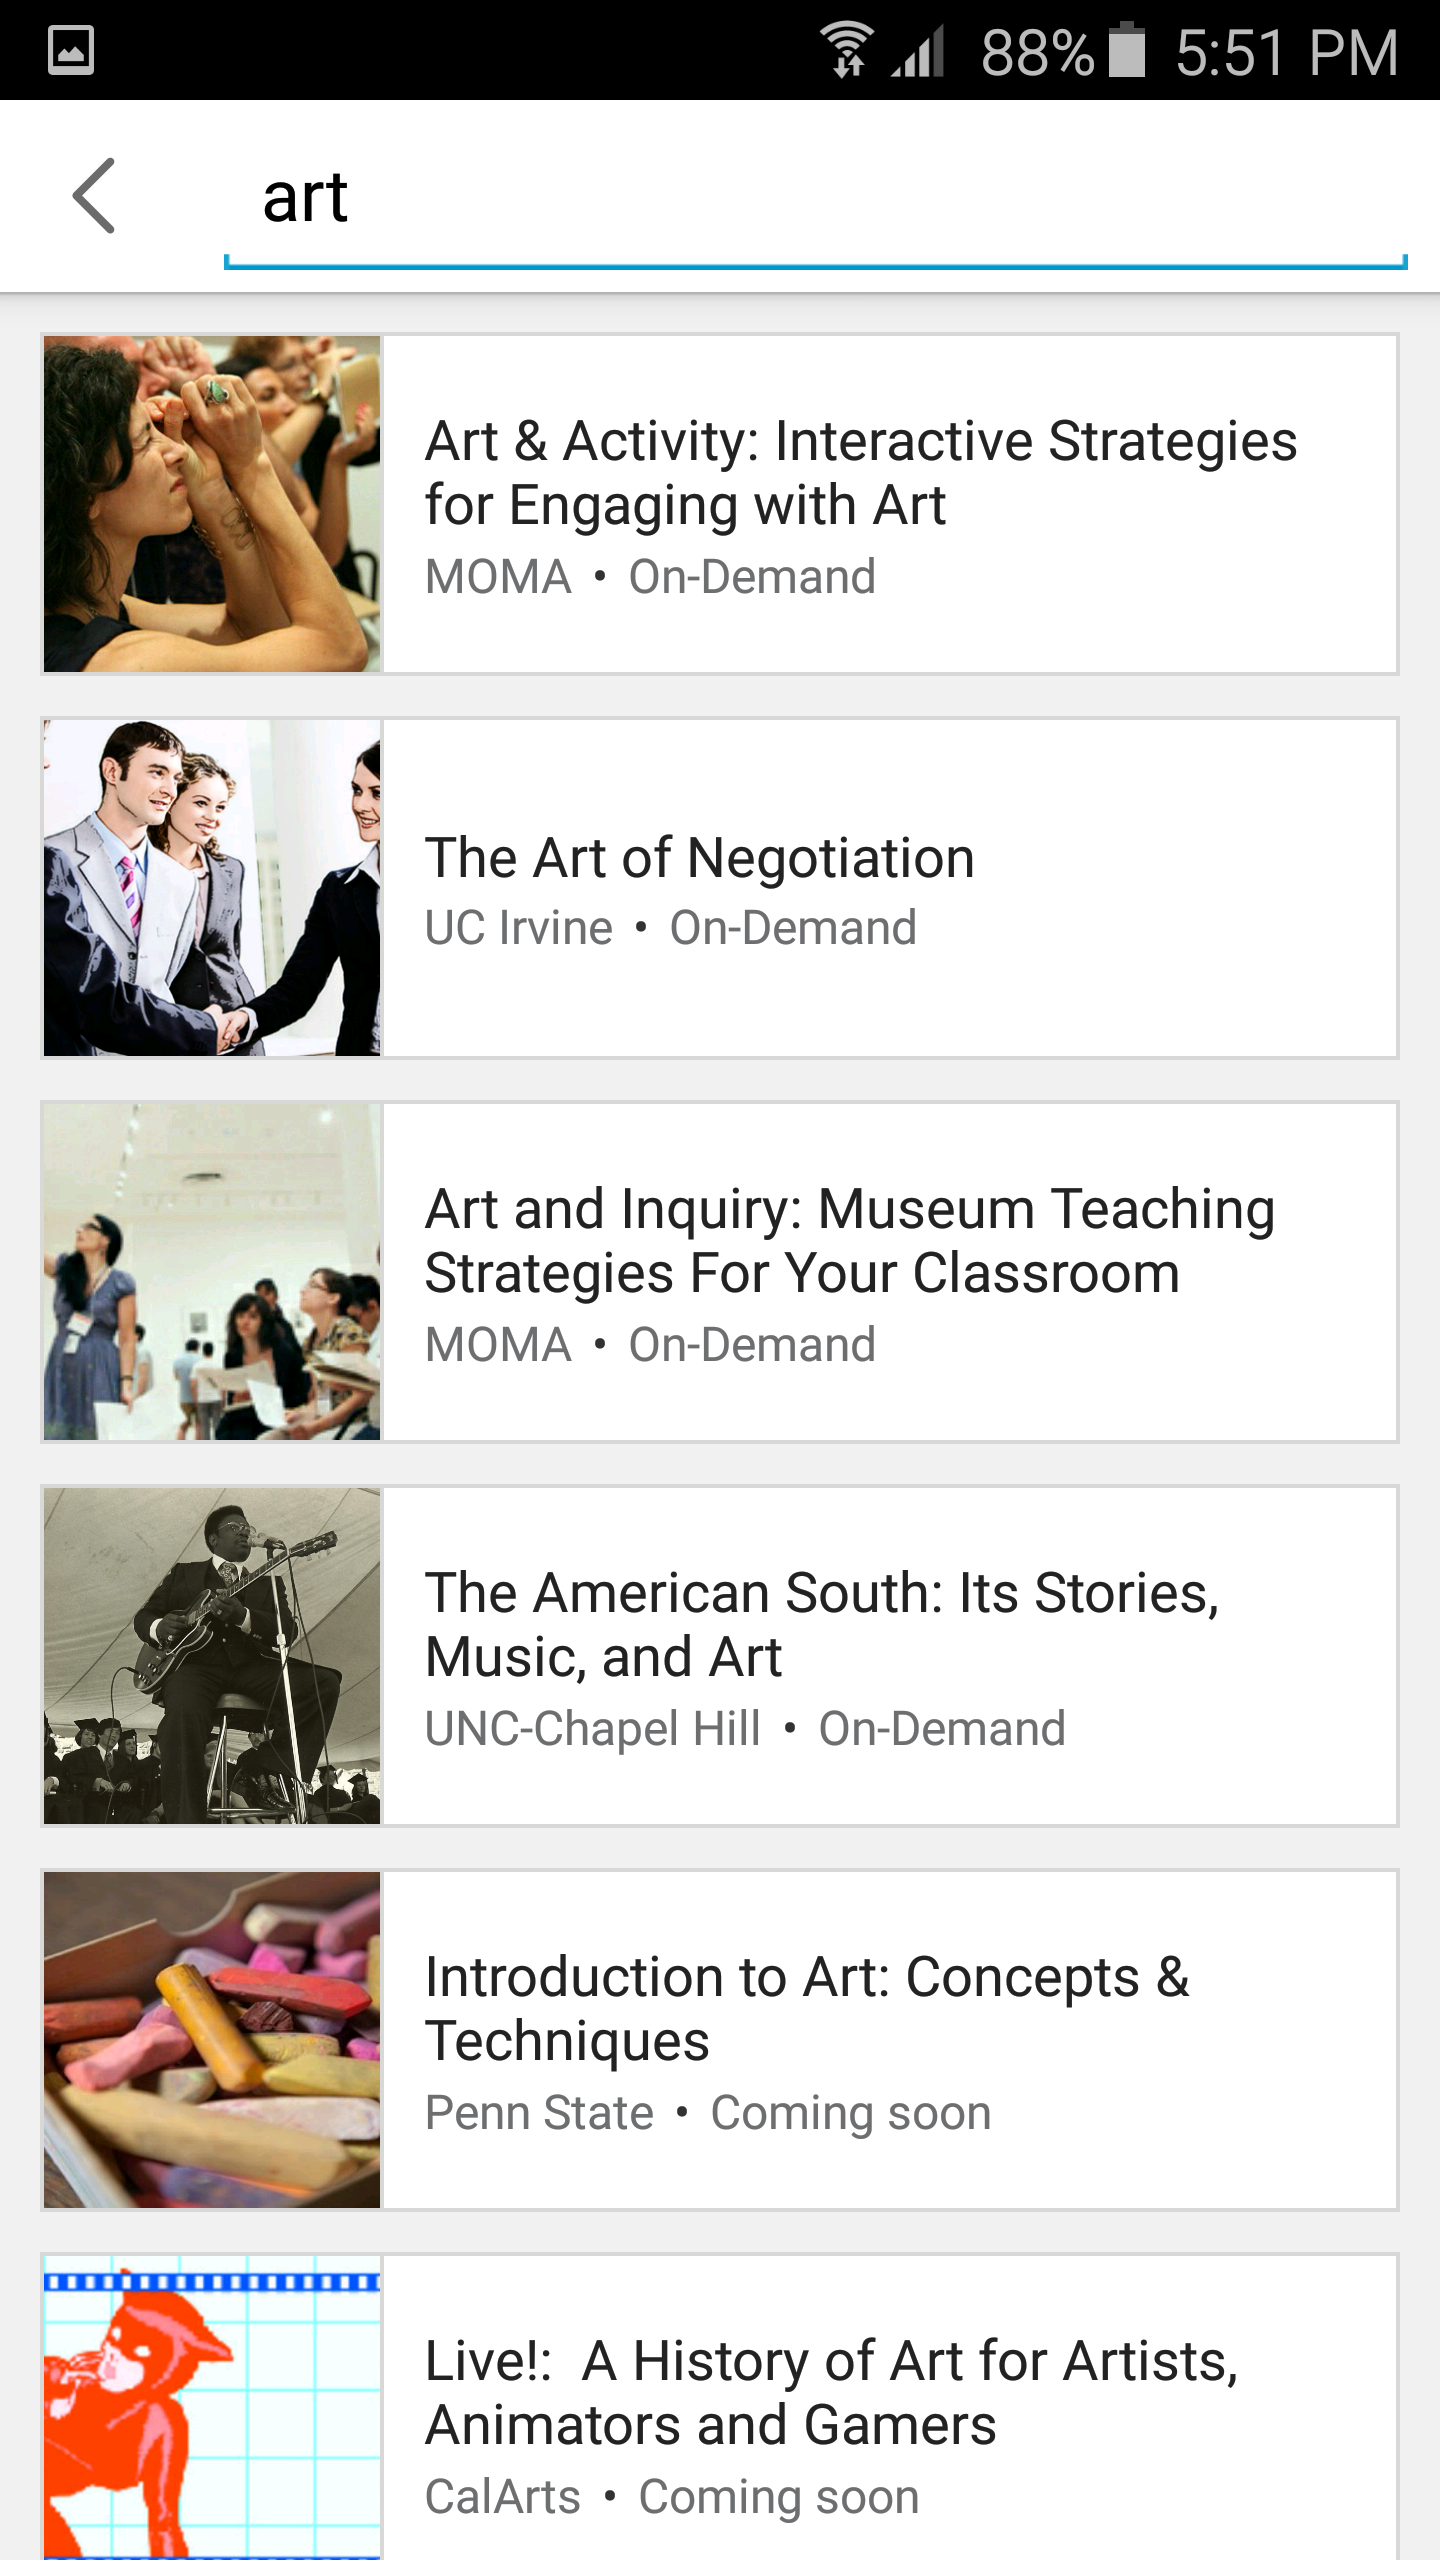 88% 5:51 PM
art
Art & Activity: Interactive Strategies
for Engaging with Art
MOMA • On-Demand
The Art of Negotiation
UC Irvine • On-Demand
Art and Inquiry: Museum Teaching
Strategies For Your Classroom
MOMA • On-Demand
The American South: Its Stories,
Music, and Art
UNC-Chapel Hill • On-Demand
Introduction to Art: Concepts &
Techniques
Penn State • Coming soon
Live!:  A History of Art for Artists,
Animators and Gamers
CalArts • Coming soon